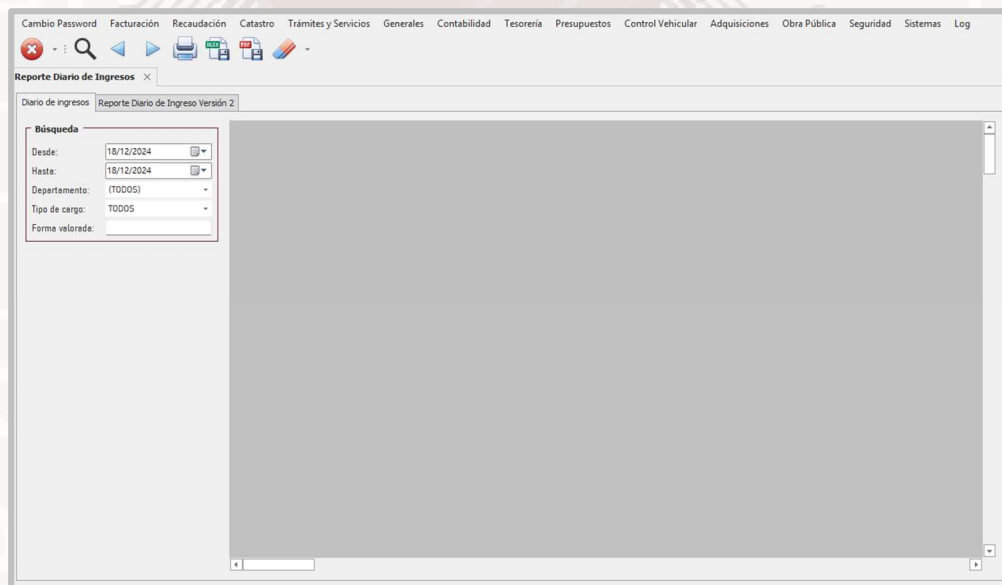 Cambio Password Facturación Recaudación Catastro Trámites y Servicios Generales Contabilidad Tesorería Presupuestos Control Vehicular Adquisiciones Obra Pública Seguridad Sistemas Log
XLSX PDF
Reporte Diario de Ingresos
Diario de ingresos Reporte Diario de Ingreso Versión 2
Búsqueda
Desde: 18/12/2024
Hasta: 18/12/2024
Departamento: (TODOS)
Tipo de cargo: TODOS
Forma valorada: